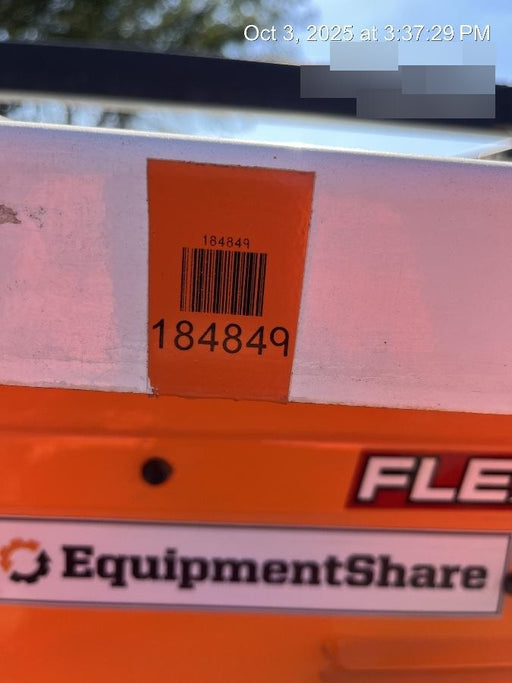 Oct 3, 2025 at 3:37:29 PM
184849
184849
FLE
EquipmentShare